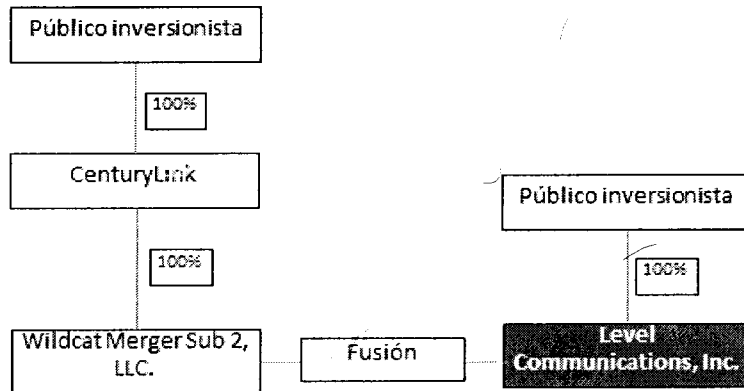 Público inversionista
100%
CenturyLink
100%
Wildcat Merger Sub 2,
LLC.
Fusión
Público inversionista
100%
Level
Communications, Inc.